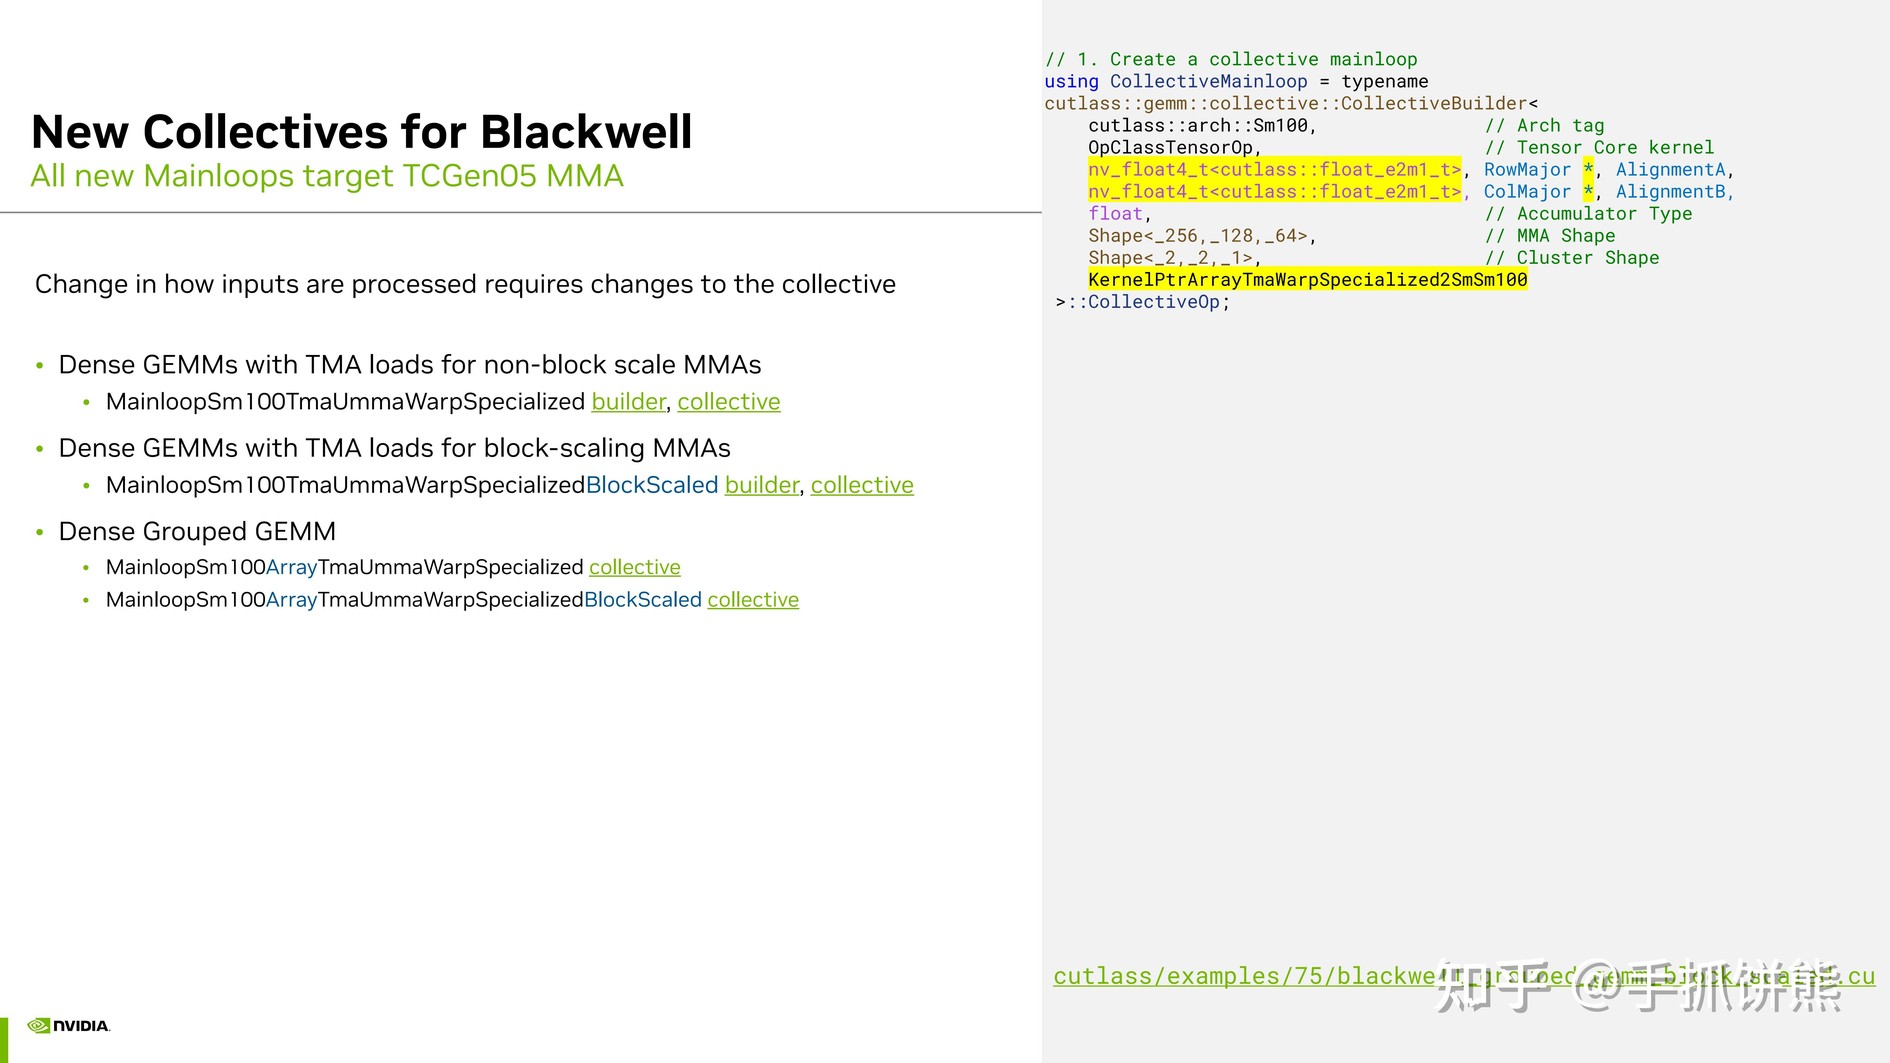 New Collectives for Blackwell
All new Mainloops target TCGen05 MMA
Change in how inputs are processed requires changes to the collective
• Dense GEMMs with TMA loads for non-block scale MMAs
• MainloopSm100TmaUmmaWarpSpecialized builder, collective
• Dense GEMMs with TMA loads for block-scaling MMAs
• MainloopSm100TmaUmmaWarpSpecializedBlockScaled builder, collective
• Dense Grouped GEMM
• MainloopSm100ArrayTmaUmmaWarpSpecialized collective
• MainloopSm100ArrayTmaUmmaWarpSpecializedBlockScaled collective
NVIDIA.
// 1. Create a collective mainloop
using CollectiveMainloop = typename
cutlass::gemm::collective::CollectiveBuilder<
cutlass::arch::Sm100, // Arch tag
OpClassTensorOp, // Tensor Core kernel
nv_float4_t<cutlass::float_e2m1_t>, RowMajor *, AlignmentA,
nv_float4_t<cutlass::float_e2m1_t>, ColMajor *, AlignmentB,
float, // Accumulator Type
Shape<_256,_128,_64>, // MMA Shape
Shape<_2,_2,_1>, // Cluster Shape
KernelPtrArrayTmaWarpSpecialized2SmSm100
>::CollectiveOp;
cutlass/examples/75/blackwell_grouped_gemm_block_scaled.cu
知乎 @手抓饼熊